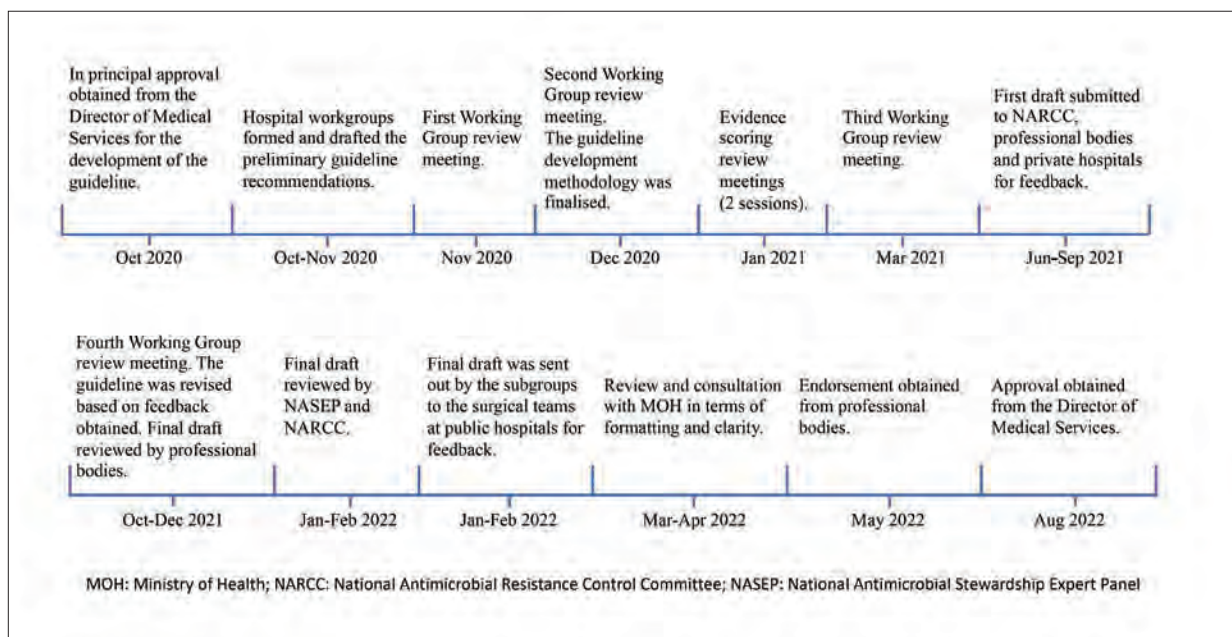 In principal approval
obtained from the
Director of Medical
Services for the
development of the
guideline.
Hospital workgroups
formed and drafted the
preliminary guideline
recommendations.
First Working
Group review
meeting.
Second Working
Group review
meeting.
The guideline
development
methodology was
finalised.
Evidence
scoring
review
meetings
(2 sessions).
Third Working
Group review
meeting.
First draft submitted
to NARCC,
professional bodies
and private hospitals
for feedback.
Oct 2020
Oct-Nov 2020
Nov 2020
Dec 2020
Jan 2021
Mar 2021
Jun-Sep 2021
Fourth Working Group
review meeting. The
guideline was revised
based on feedback
obtained. Final draft
reviewed by professional
bodies.
Final draft
reviewed by
NASEP and
NARCC.
Final draft was sent
out by the subgroups
to the surgical teams
at public hospitals for
feedback.
Review and consultation
with MOH in terms of
formatting and clarity.
Endorsement obtained
from professional
bodies.
Approval obtained
from the Director of
Medical Services.
Oct-Dec 2021
Jan-Feb 2022
Jan-Feb 2022
Mar-Apr 2022
May 2022
Aug 2022
MOH: Ministry of Health; NARCC: National Antimicrobial Resistance Control Committee; NASEP: National Antimicrobial Stewardship Expert Panel